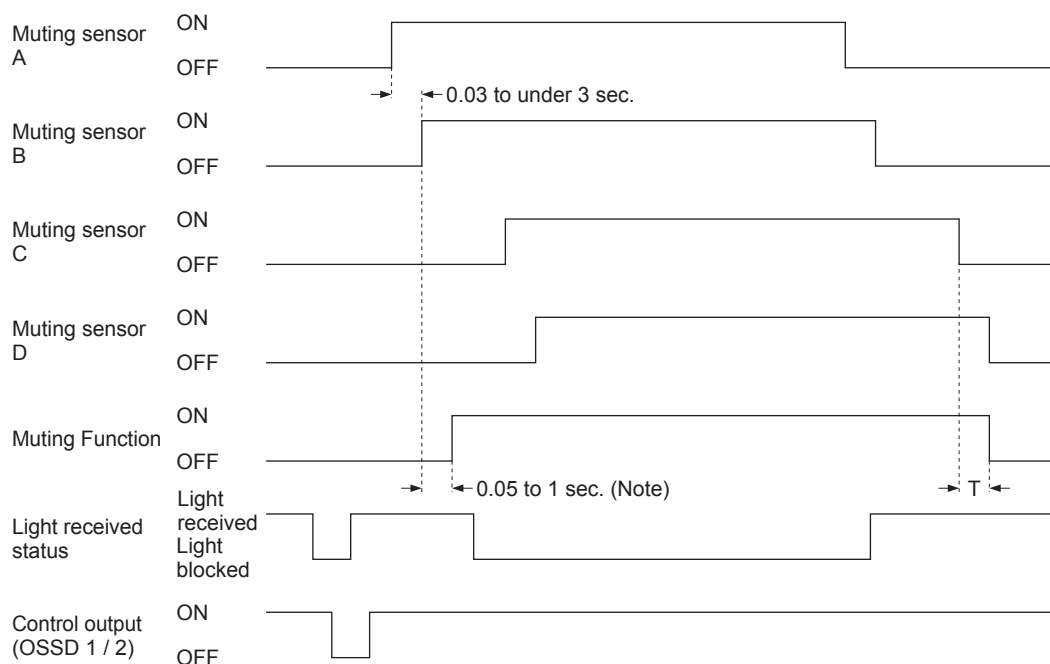 Muting sensor
A
ON
OFF
0.03 to under 3 sec.
Muting sensor
B
ON
OFF
Muting sensor
C
ON
OFF
Muting sensor
D
ON
OFF
Muting Function
ON
OFF
0.05 to 1 sec. (Note)
T
Light received
status
Light
received
Light
blocked
Control output
(OSSD 1 / 2)
ON
OFF